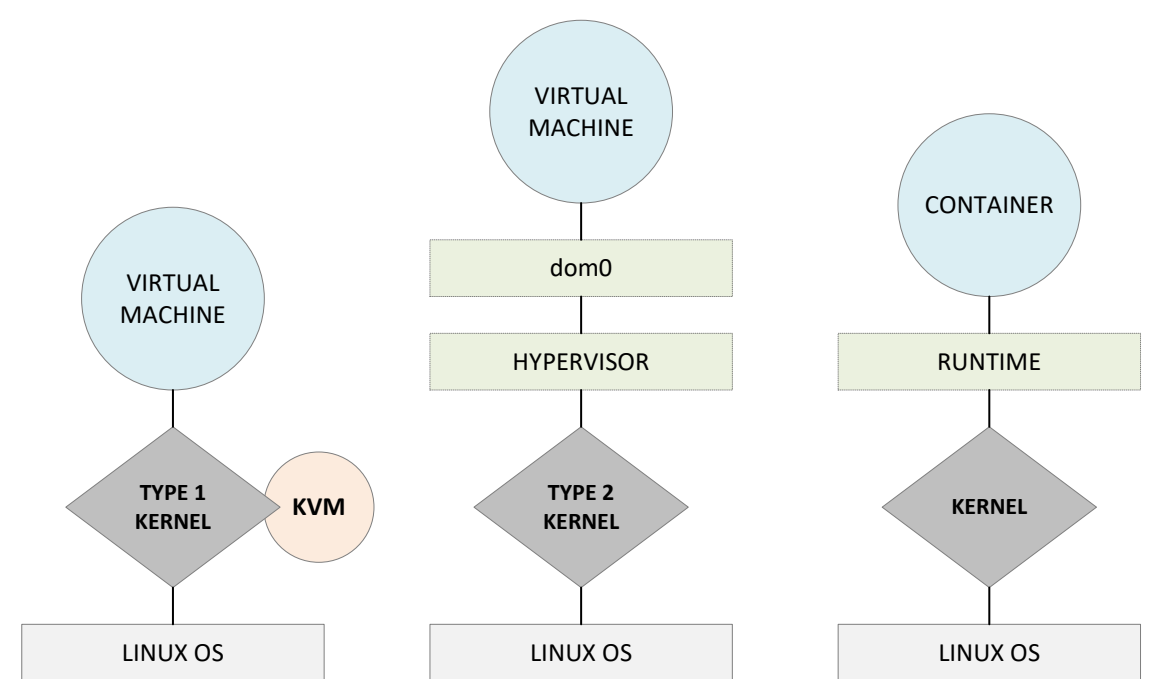 VIRTUAL
MACHINE
TYPE 1
KERNEL
KVM
LINUX OS
VIRTUAL
MACHINE
dom0
HYPERVISOR
TYPE 2
KERNEL
LINUX OS
CONTAINER
RUNTIME
KERNEL
LINUX OS